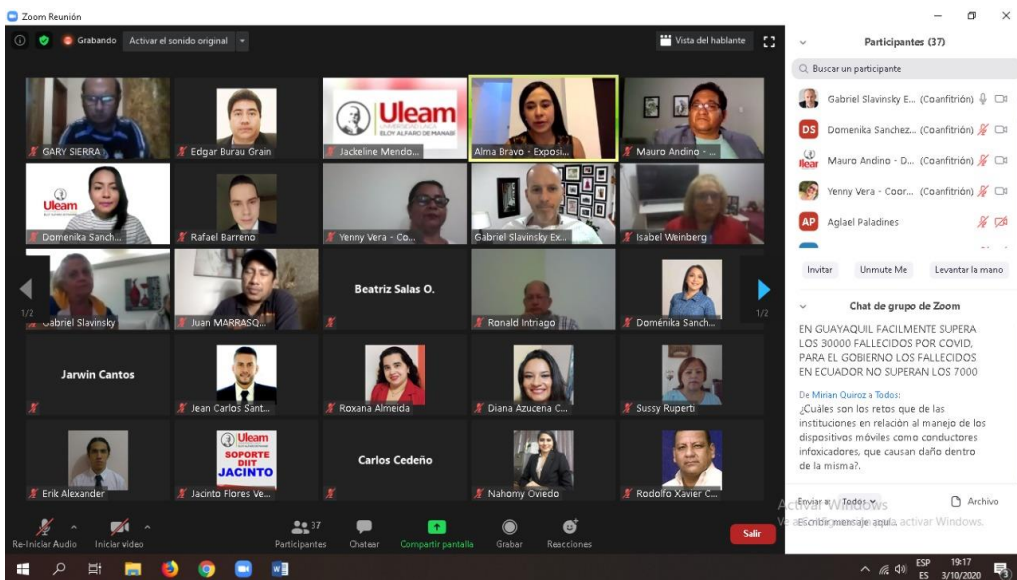 Zoom Reunión
Grabando
Activar el sonido original
Vista del hablante
GARY SIERRA
Edgar Burau Grain
Uleam
ELOY ALFARO DE MANABÍ
Jackeline Mendo...
Alma Bravo - Exposi...
Mauro Andino - ...
Uleam
Domenika Sanch...
Rafael Barreno
Yenny Vera - Co...
Gabriel Slavinsky Ex...
Isabel Weinberg
1/2
Gabriel Slavinsky
Juan MARRASQ...
Beatriz Salas O.
Ronald Intriago
Doménika Sanch...
1/2
Jarwin Cantos
Jean Carlos Sant...
Roxana Almeida
Diana Azucena C...
Sussy Ruperti
Erik Alexander
Uleam
SOPORTE
DIIT
JACINTO
Jacinto Flores Ve...
Carlos Cedeño
Nahomy Oviedo
Rodolfo Xavier C...
Re-Iniciar Audio
Iniciar video
37
Participantes
Chatear
Compartir pantalla
Grabar
Reacciones
Salir
Participantes (37)
Buscar un participante
Gabriel Slavinsky E... (Coanfitrión)
DS
Domenika Sanchez... (Coanfitrión)
Mauro Andino - D... (Coanfitrión)
Yenny Vera - Coor... (Coanfitrión)
AP
Aglael Paladines
Invitar
Unmute Me
Levantar la mano
Chat de grupo de Zoom
EN GUAYAQUIL FACILMENTE SUPERA
LOS 30000 FALLECIDOS POR COVID,
PARA EL GOBIERNO LOS FALLECIDOS
EN ECUADOR NO SUPERAN LOS 7000
De Mirian Quiroz a Todos:
¿Cuáles son los retos que de las
instituciones en relación al manejo de los
dispositivos móviles como conductores
infoxicadores, que causan daño dentro
de la misma?.
Activar Windows
Enviar a: Todos
Archivo
Escribir mensaje aquí...
activar Windows.
ESP
ES
19:17
3/10/2020
3